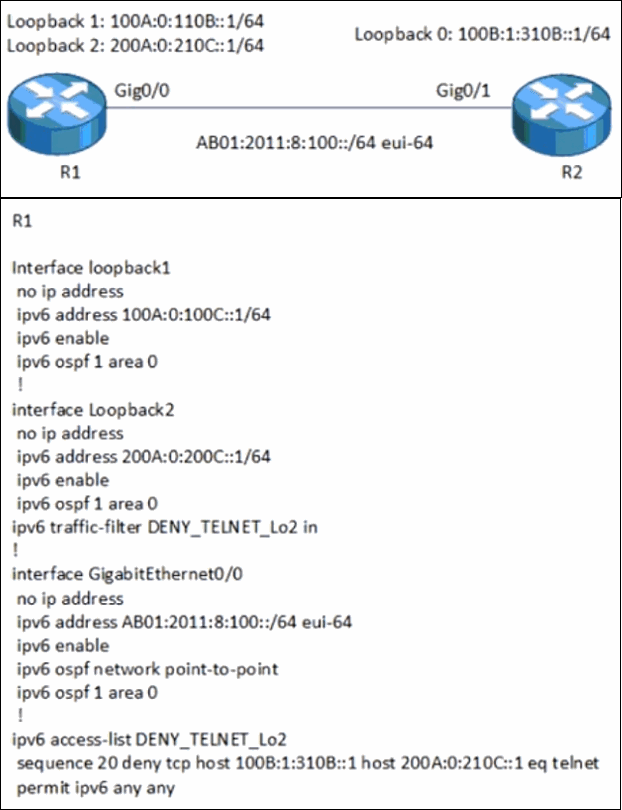 Loopback 1: 100A:0:110B::1/64
Loopback 2: 200A:0:210C::1/64
Loopback 0: 100B:1:310B::1/64
Gig0/0
Gig0/1
AB01:2011:8:100::/64 eui-64
R1
R2
R1
Interface loopback1
no ip address
ipv6 address 100A:0:100C::1/64
ipv6 enable
ipv6 ospf 1 area 0
!
interface Loopback2
no ip address
ipv6 address 200A:0:200C::1/64
ipv6 enable
ipv6 ospf 1 area 0
ipv6 traffic-filter DENY_TELNET_Lo2 in
!
interface GigabitEthernet0/0
no ip address
ipv6 address AB01:2011:8:100::/64 eui-64
ipv6 enable
ipv6 ospf network point-to-point
ipv6 ospf 1 area 0
!
ipv6 access-list DENY_TELNET_Lo2
sequence 20 deny tcp host 100B:1:310B::1 host 200A:0:210C::1 eq telnet
permit ipv6 any any